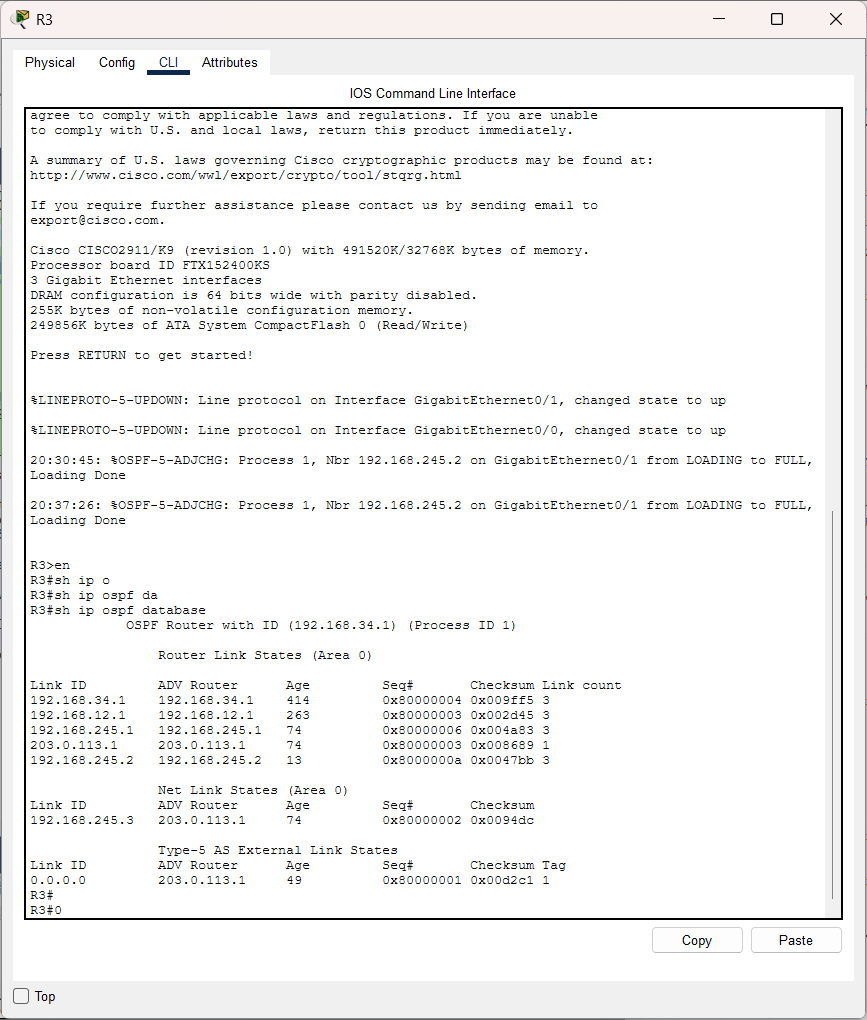 R3
Physical Config CLI Attributes
IOS Command Line Interface
agree to comply with applicable laws and regulations. If you are unable
to comply with U.S. and local laws, return this product immediately.
A summary of U.S. laws governing Cisco cryptographic products may be found at:
http://www.cisco.com/wwl/export/crypto/tool/stqrg.html
If you require further assistance please contact us by sending email to
export@cisco.com.
Cisco CISCO2911/K9 (revision 1.0) with 491520K/32768K bytes of memory.
Processor board ID FTX152400KS
3 Gigabit Ethernet interfaces
DRAM configuration is 64 bits wide with parity disabled.
255K bytes of non-volatile configuration memory.
249856K bytes of ATA System CompactFlash 0 (Read/Write)
Press RETURN to get started!
%LINEPROTO-5-UPDOWN: Line protocol on Interface GigabitEthernet0/1, changed state to up
%LINEPROTO-5-UPDOWN: Line protocol on Interface GigabitEthernet0/0, changed state to up
20:30:45: %OSPF-5-ADJCHG: Process 1, Nbr 192.168.245.2 on GigabitEthernet0/1 from LOADING to FULL,
Loading Done
20:37:26: %OSPF-5-ADJCHG: Process 1, Nbr 192.168.245.2 on GigabitEthernet0/1 from LOADING to FULL,
Loading Done
R3>en
R3#sh ip o
R3#sh ip ospf da
R3#sh ip ospf database
OSPF Router with ID (192.168.34.1) (Process ID 1)
Router Link States (Area 0)
Link ID ADV Router Age Seq# Checksum Link count
192.168.34.1 192.168.34.1 414 0x80000004 0x009ff5 3
192.168.12.1 192.168.12.1 263 0x80000003 0x002d45 3
192.168.245.1 192.168.245.1 74 0x80000006 0x004a83 3
203.0.113.1 203.0.113.1 74 0x80000003 0x008689 1
192.168.245.2 192.168.245.2 13 0x8000000a 0x0047bb 3
Net Link States (Area 0)
Link ID ADV Router Age Seq# Checksum
192.168.245.3 203.0.113.1 74 0x80000002 0x0094dc
Type-5 AS External Link States
Link ID ADV Router Age Seq# Checksum Tag
0.0.0.0 203.0.113.1 49 0x80000001 0x00d2c1 1
R3#
R3#0
Copy Paste
Top